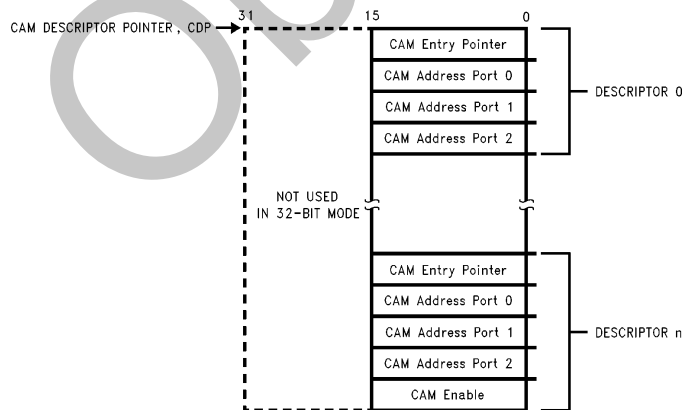 31 15 0
CAM DESCRIPTOR POINTER, CDP
CAM Entry Pointer
CAM Address Port 0
CAM Address Port 1
CAM Address Port 2
DESCRIPTOR 0
NOT USED
IN 32-BIT MODE
CAM Entry Pointer
CAM Address Port 0
CAM Address Port 1
CAM Address Port 2
CAM Enable
DESCRIPTOR n